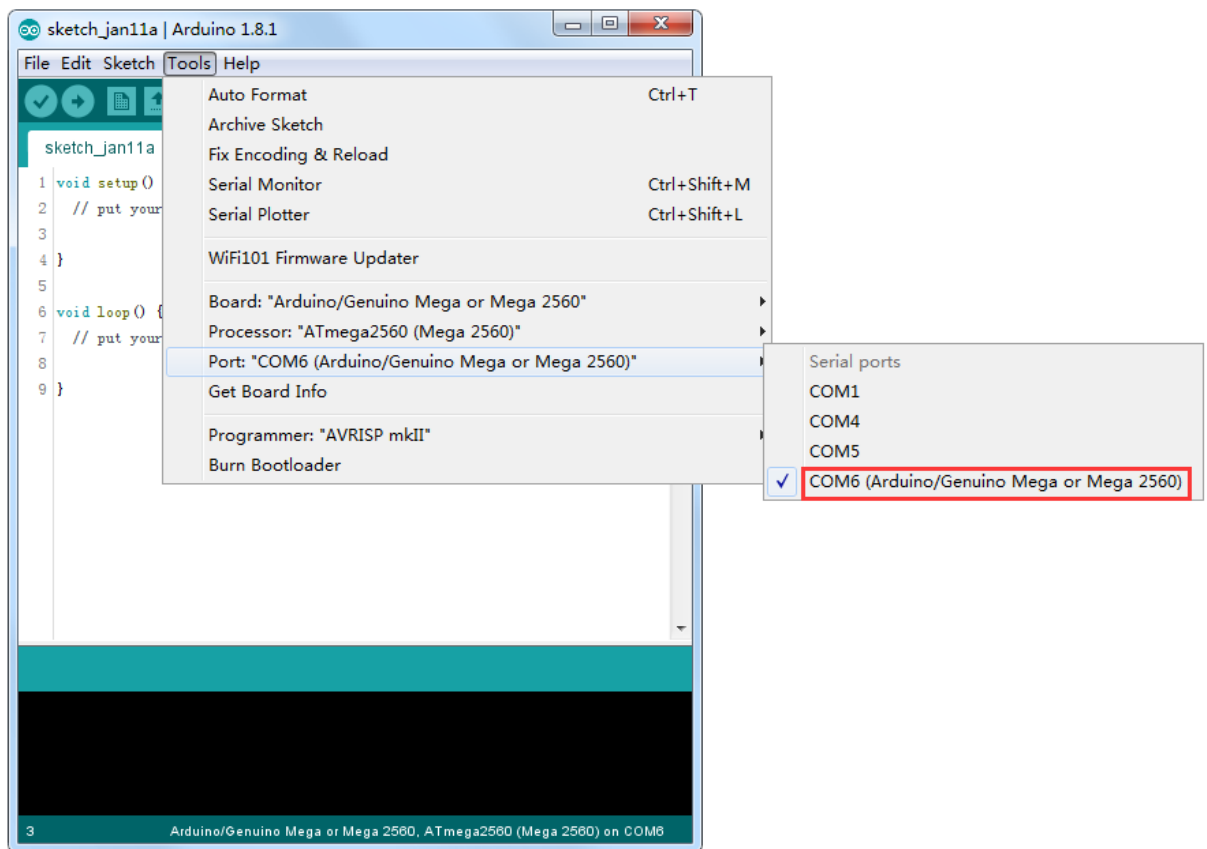 sketch_jan11a | Arduino 1.8.1
File Edit Sketch Tools Help
Auto Format Ctrl+T
Archive Sketch
Fix Encoding & Reload
Serial Monitor Ctrl+Shift+M
Serial Plotter Ctrl+Shift+L
WiFi101 Firmware Updater
Board: "Arduino/Genuino Mega or Mega 2560"
Processor: "ATmega2560 (Mega 2560)"
Port: "COM6 (Arduino/Genuino Mega or Mega 2560)"
Get Board Info
Programmer: "AVRISP mkII"
Burn Bootloader
Serial ports
COM1
COM4
COM5
COM6 (Arduino/Genuino Mega or Mega 2560)
sketch_jan11a
1 void setup()
2 // put your
3
4 }
5
6 void loop() {
7 // put your
8
9 }
3 Arduino/Genuino Mega or Mega 2560, ATmega2560 (Mega 2560) on COM6